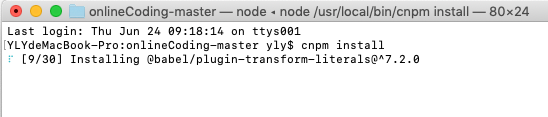 onlineCoding-master — node ◂ node /usr/local/bin/cnpm install — 80×24
Last login: Thu Jun 24 09:18:14 on ttys001
[YLYdeMacBook-Pro:onlineCoding-master yly$ cnpm install
⠏ [9/30] Installing @babel/plugin-transform-literals@^7.2.0